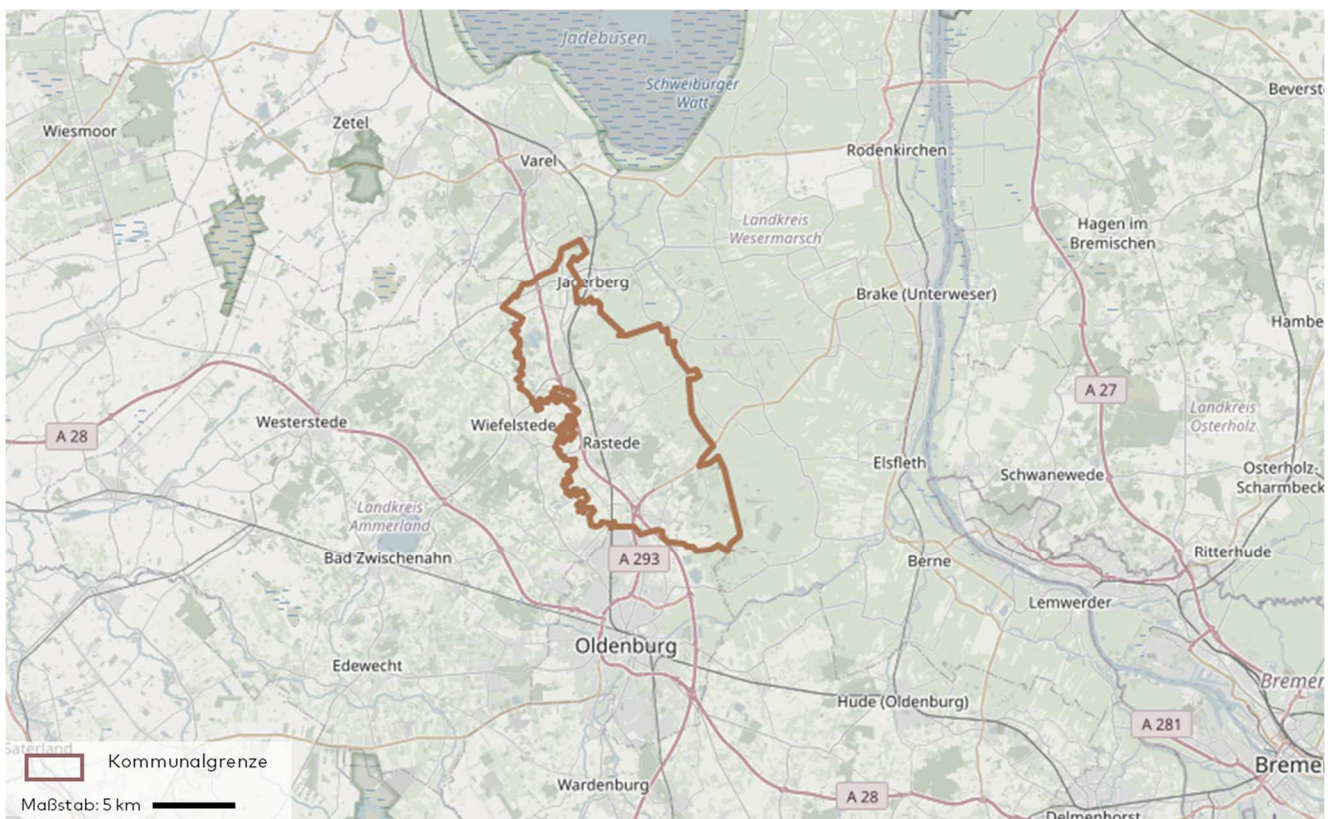 Jadebusen
Schweiburger
Watt
Beverst
Wiesmoor
Zetel
Varel
Rodenkirchen
Landkreis
Wesermarsch
Hagen im
Bremischen
Jaderberg
Brake (Unterweser)
Hambe
A 27
Landkreis
Osterholz
Westerstede
Wiefelstede
A 28
Rastede
Elsfleth
Schwanewede
Osterholz-
Scharmbeck
Landkreis
Ammerland
Bad Zwischenahn
A 293
Ritterhude
Berne
Lemwerder
Oldenburg
Edewecht
Bremen
Hude (Oldenburg)
A 281
Saterland
Kommunalgrenze
Breme
Wardenburg
A 28
Maßstab: 5 km
Delmenhorst